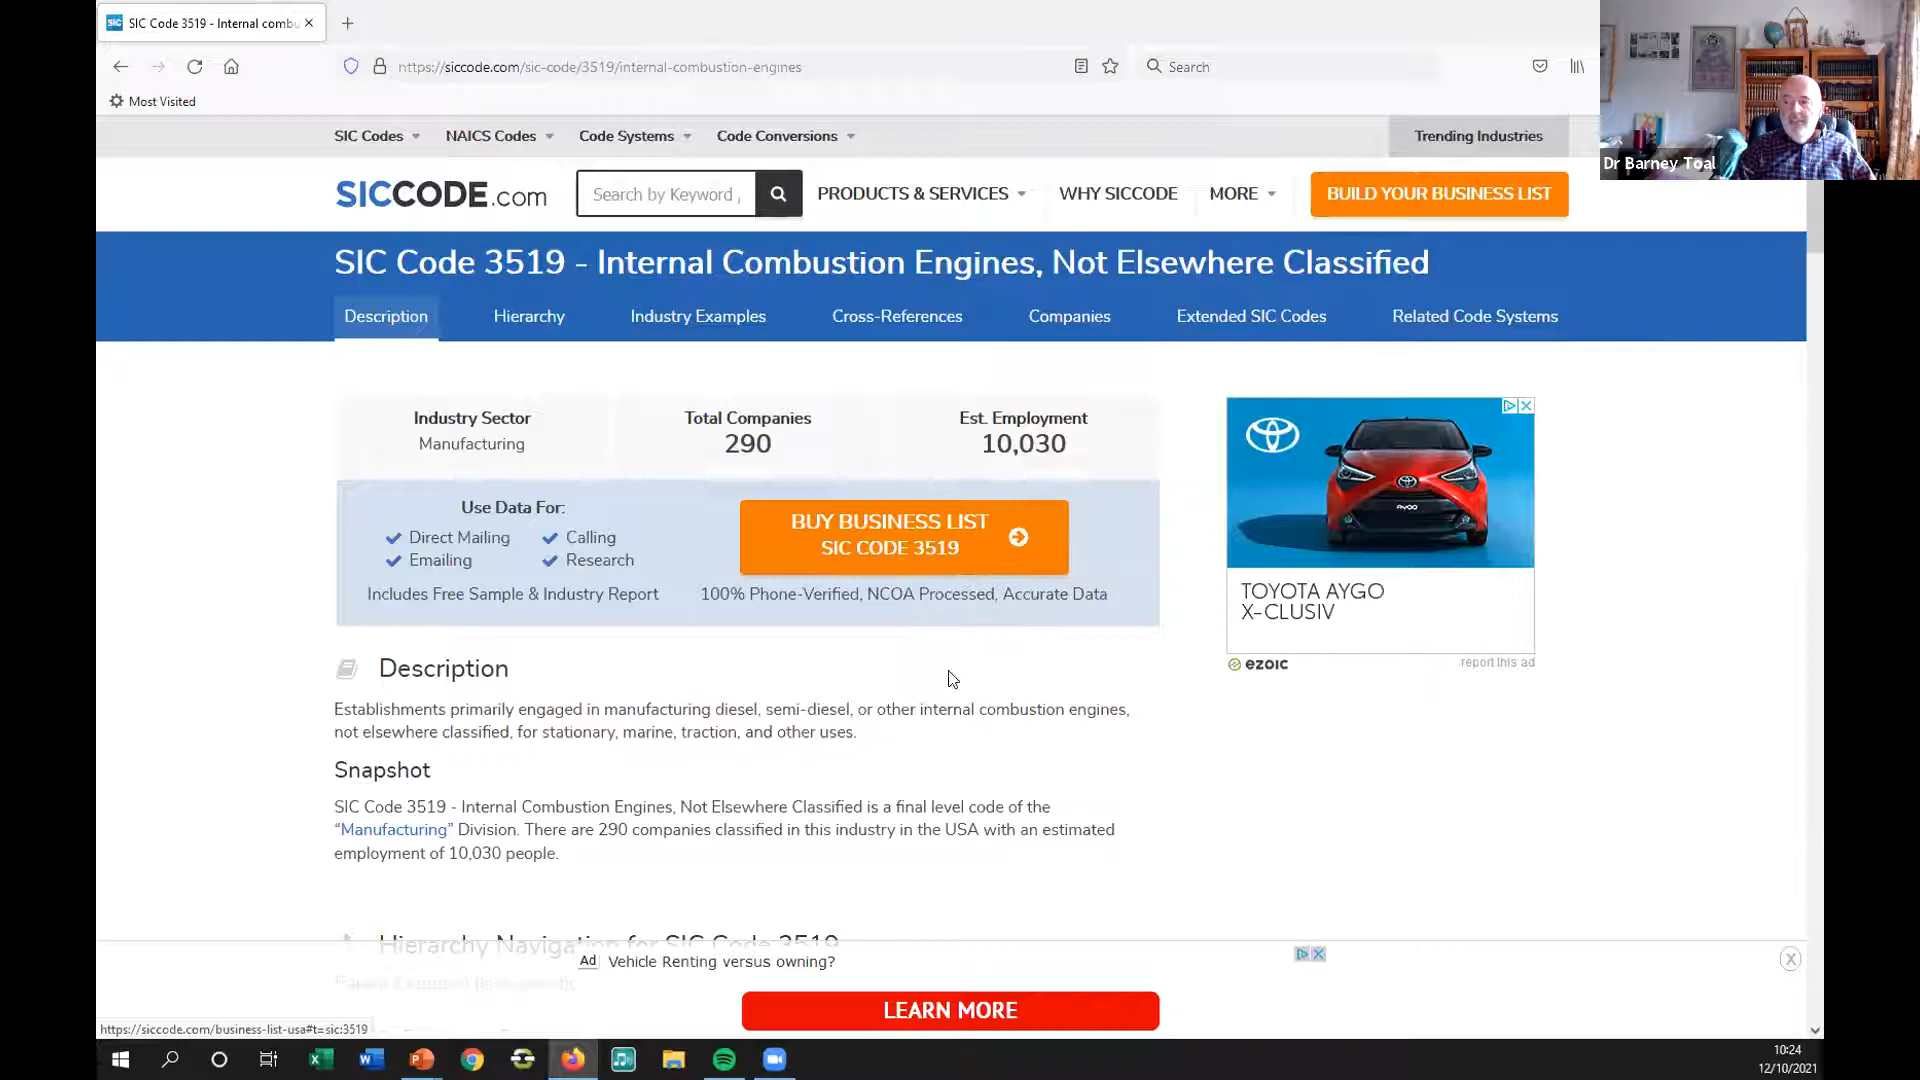 SIC Code 3519 - Internal combu
Dr Barney Toal
https://siccode.com/sic-code/3519/internal-combustion-engines
Search
Most Visited
SIC Codes
NAICS Codes
Code Systems
Code Conversions
Trending Industries
SICCODE.com
Search by Keyword ,
PRODUCTS & SERVICES
WHY SICCODE
MORE
BUILD YOUR BUSINESS LIST
SIC Code 3519 - Internal Combustion Engines, Not Elsewhere Classified
Description
Hierarchy
Industry Examples
Cross-References
Companies
Extended SIC Codes
Related Code Systems
Industry Sector
Manufacturing
Total Companies
290
Est. Employment
10,030
Use Data For:
Direct Mailing
Calling
Emailing
Research
Includes Free Sample & Industry Report
BUY BUSINESS LIST
SIC CODE 3519
100% Phone-Verified, NCOA Processed, Accurate Data
TOYOTA AYGO
X-CLUSIV
ezoic
report this ad
Description
Establishments primarily engaged in manufacturing diesel, semi-diesel, or other internal combustion engines,
not elsewhere classified, for stationary, marine, traction, and other uses.
Snapshot
SIC Code 3519 - Internal Combustion Engines, Not Elsewhere Classified is a final level code of the
“Manufacturing” Division. There are 290 companies classified in this industry in the USA with an estimated
employment of 10,030 people.
Hierarchy Navigation for SIC Code 3519
Ad
Vehicle Renting versus owning?
LEARN MORE
https://siccode.com/business-list-usa#t=sic:3519
10:24
12/10/2021